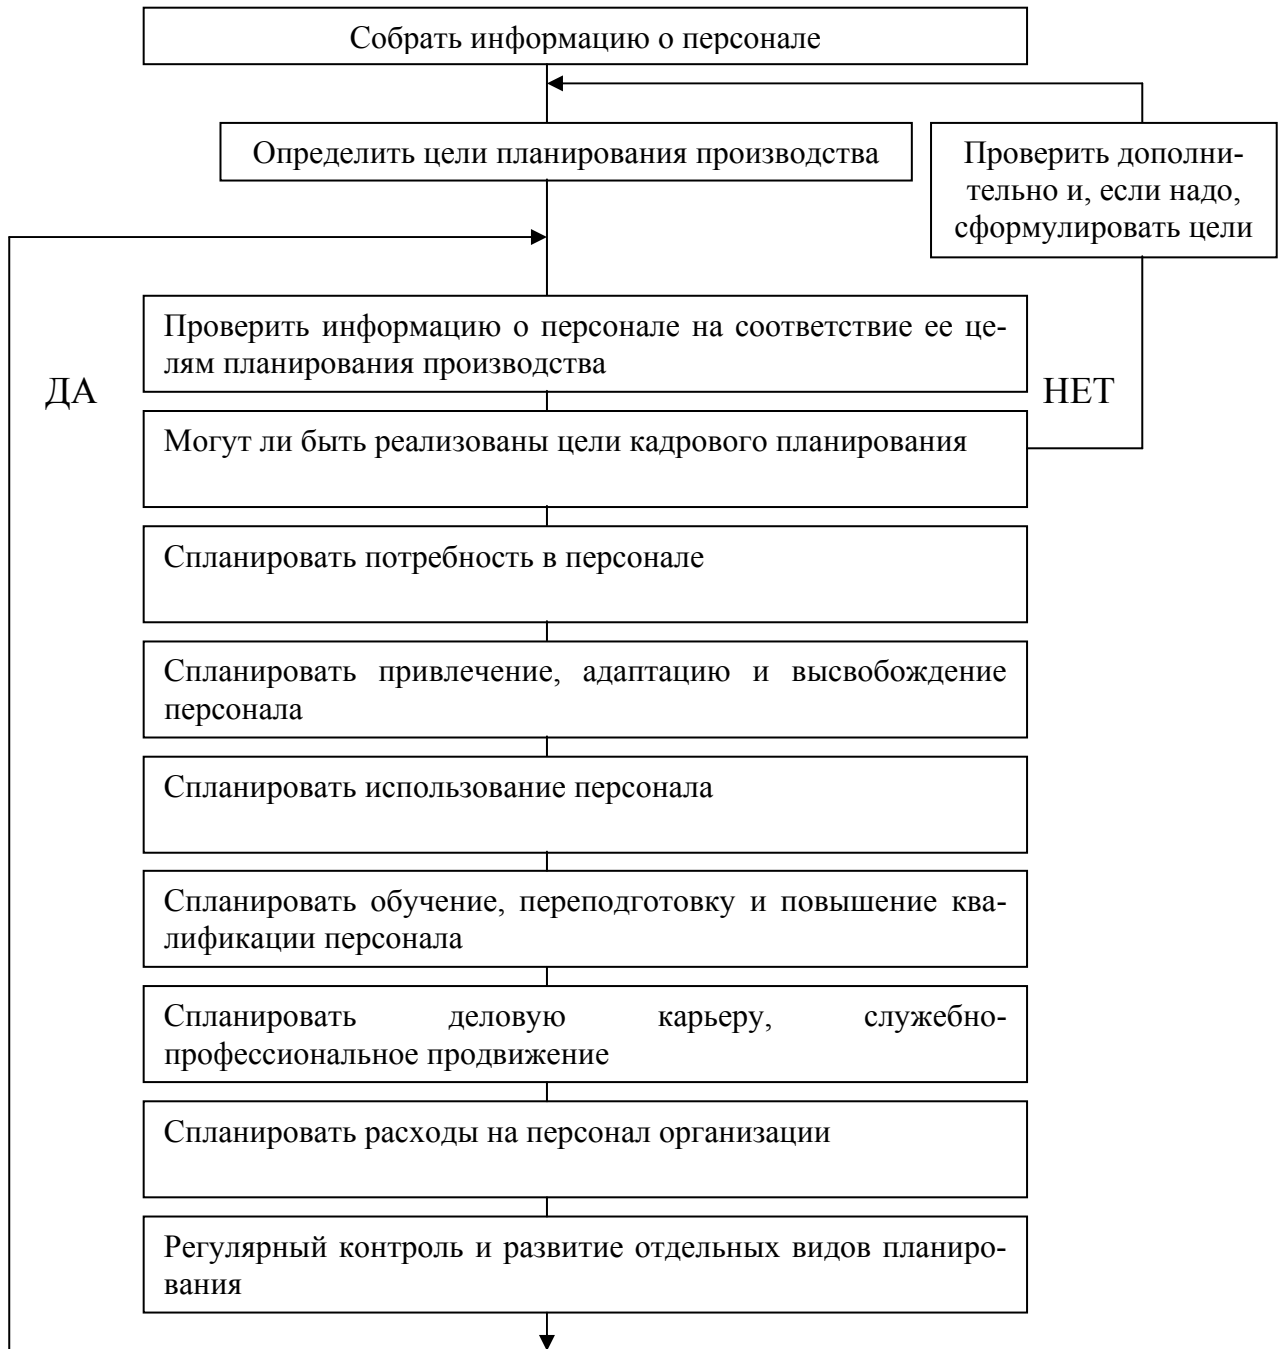 Собрать информацию о персонале
Определить цели планирования производства
Проверить дополни-
тельно и, если надо,
сформулировать цели
Проверить информацию о персонале на соответствие ее це-
лям планирования производства
ДА
НЕТ
Могут ли быть реализованы цели кадрового планирования
Спланировать потребность в персонале
Спланировать привлечение, адаптацию и высвобождение
персонала
Спланировать использование персонала
Спланировать обучение, переподготовку и повышение ква-
лификации персонала
Спланировать деловую карьеру, служебно-
профессиональное продвижение
Спланировать расходы на персонал организации
Регулярный контроль и развитие отдельных видов планиро-
вания